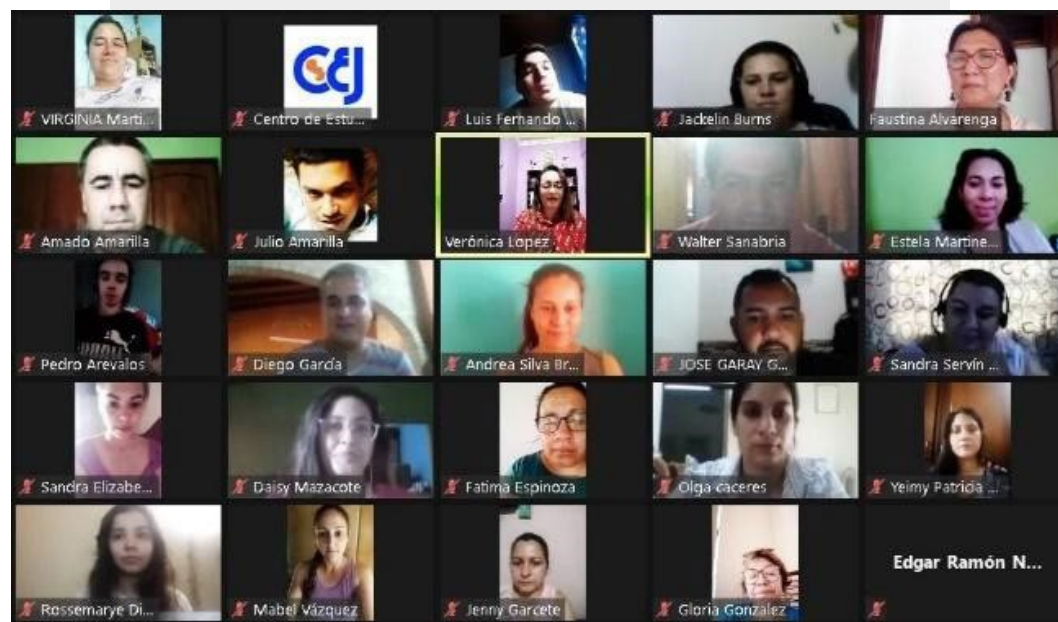 CEJ
VIRGINIA Marti...
Centro de Estu...
Luis Fernando ...
Jackelin Burns
Faustina Alvarenga
Amado Amarilla
Julio Amarilla
Verónica Lopez
Walter Sanabria
Estela Martine...
Pedro Arevalos
Diego García
Andrea Silva Br...
JOSE GARAY G...
Sandra Servín ...
Sandra Elizabe...
Daisy Mazacote
Fatima Espinoza
Olga caceres
Yeimy Patricia ...
Rossemarye Di...
Mabel Vázquez
Jenny Garcete
Gloria Gonzalez
Edgar Ramón N...